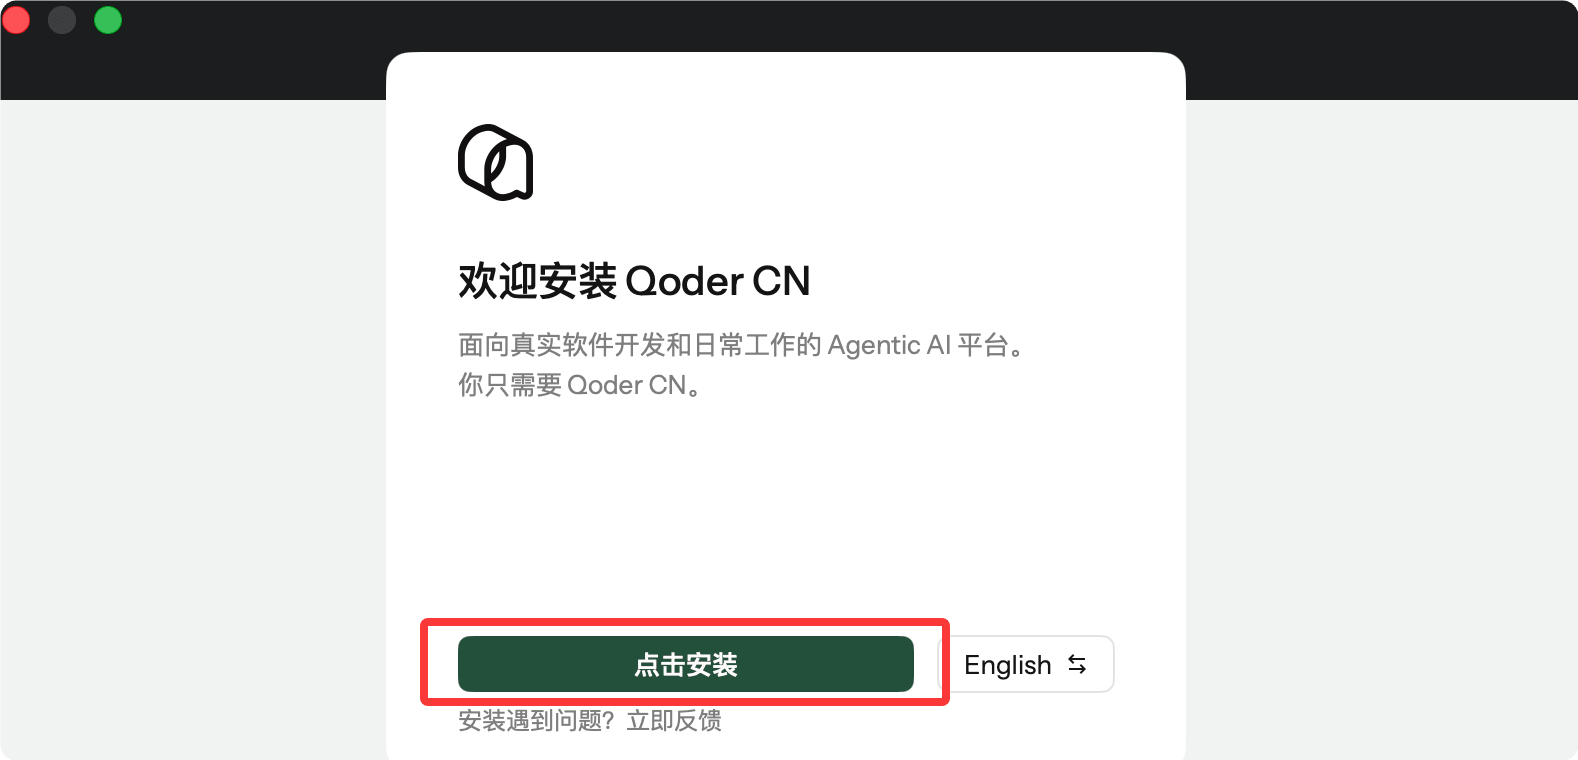 欢迎安装 Qoder CN
面向真实软件开发和日常工作的 Agentic AI 平台。
你只需要 Qoder CN。
点击安装
English
安装遇到问题？立即反馈